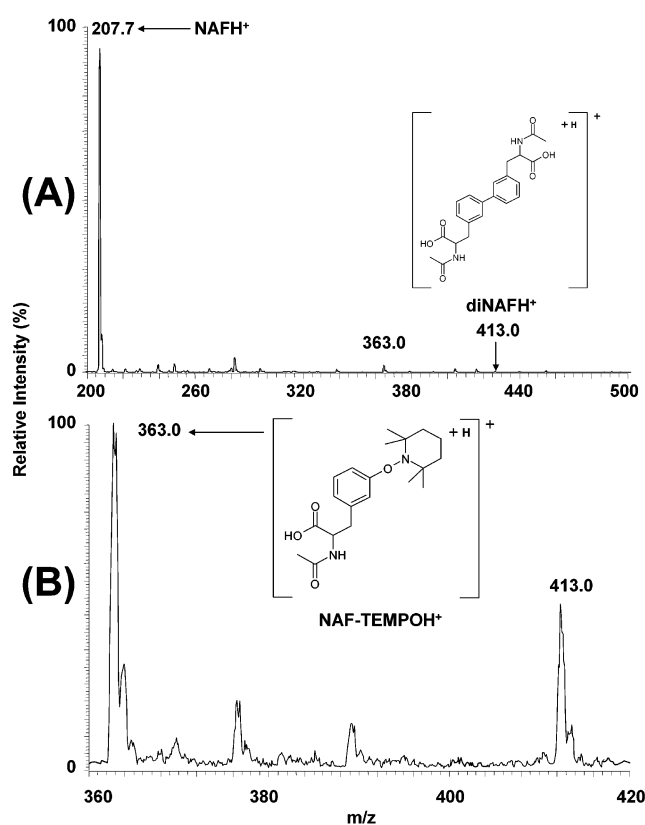 100
207.7
NAFH+
(A)
+ H
+
O
NH
OH
O
O
HO
NH
O
diNAFH+
363.0
413.0
0
200
260
320
380
440
500
Relative Intensity (%)
100
363.0
+ H
+
O
N
O
HO
NH
O
(B)
413.0
NAF-TEMPOH+
0
360
380
400
420
m/z